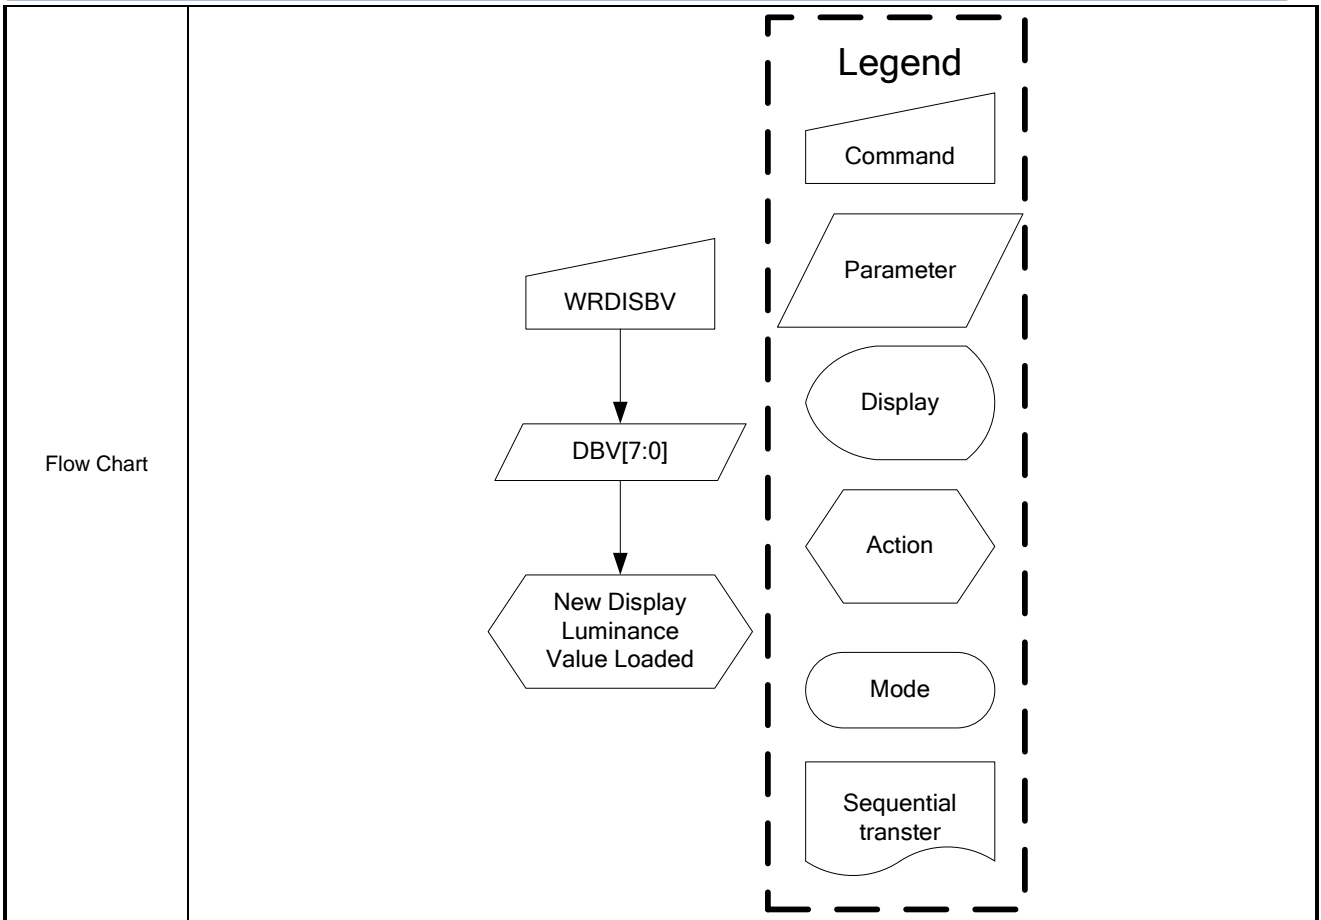 Flow Chart
WRDISBV
DBV[7:0]
New Display
Luminance
Value Loaded
Legend
Command
Parameter
Display
Action
Mode
Sequential
transter